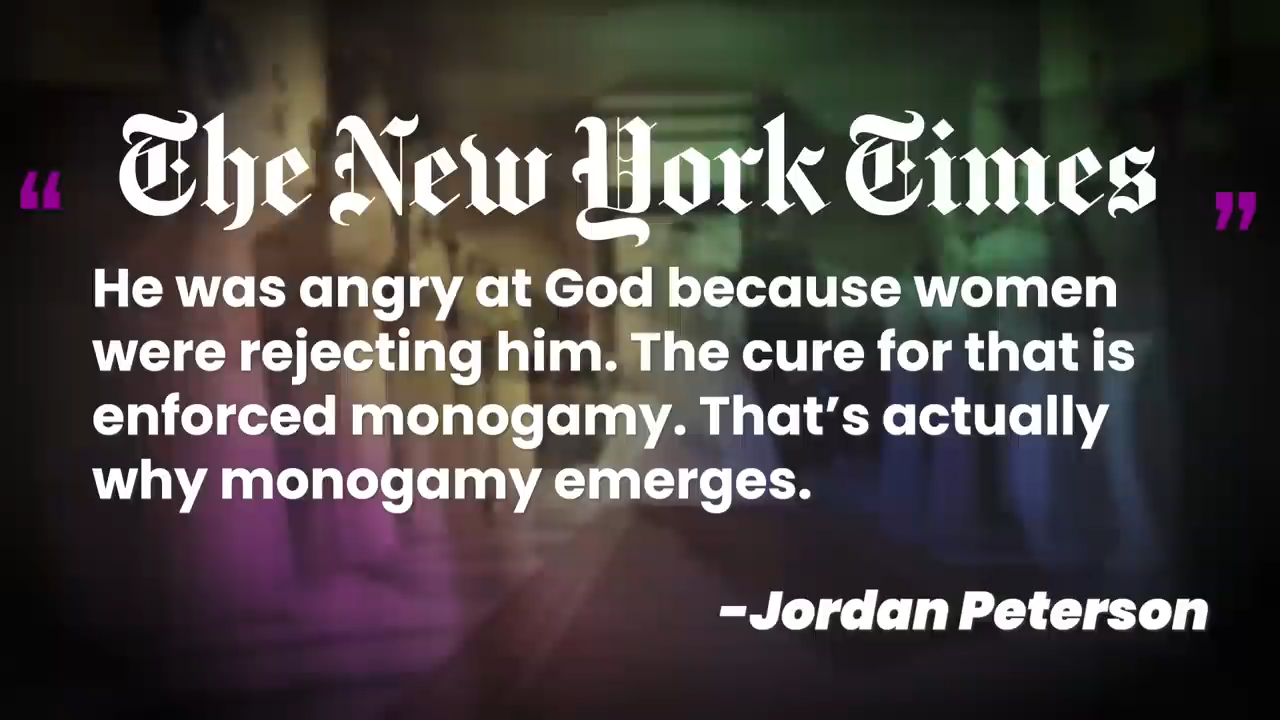 The New York Times
“ ”
He was angry at God because women
were rejecting him. The cure for that is
enforced monogamy. That’s actually
why monogamy emerges.
-Jordan Peterson